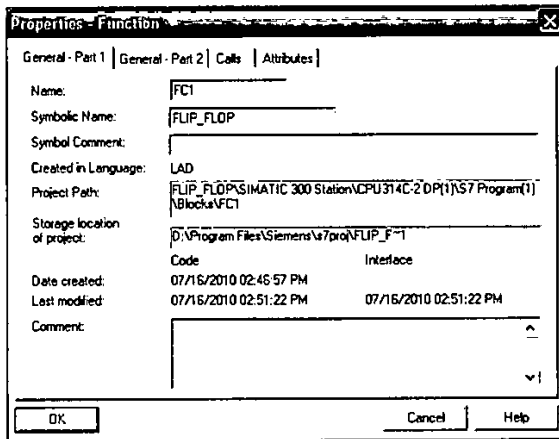 Properties - Function
General - Part 1 General - Part 2 Calls Attributes
Name: FC1
Symbolic Name: FLIP_FLOP
Symbol Comment:
Created in Language: LAD
Project Path: FLIP_FLOP\SIMATIC 300 Station\CPU314C-2 DP(1)\S7 Program(1)
\Blocks\FC1
Storage location
of project: D:\Program Files\Siemens\s7proj\FLIP_F~1
Code Interface
Date created: 07/16/2010 02:46:57 PM
Last modified: 07/16/2010 02:51:22 PM 07/16/2010 02:51:22 PM
Comment:
OK Cancel Help